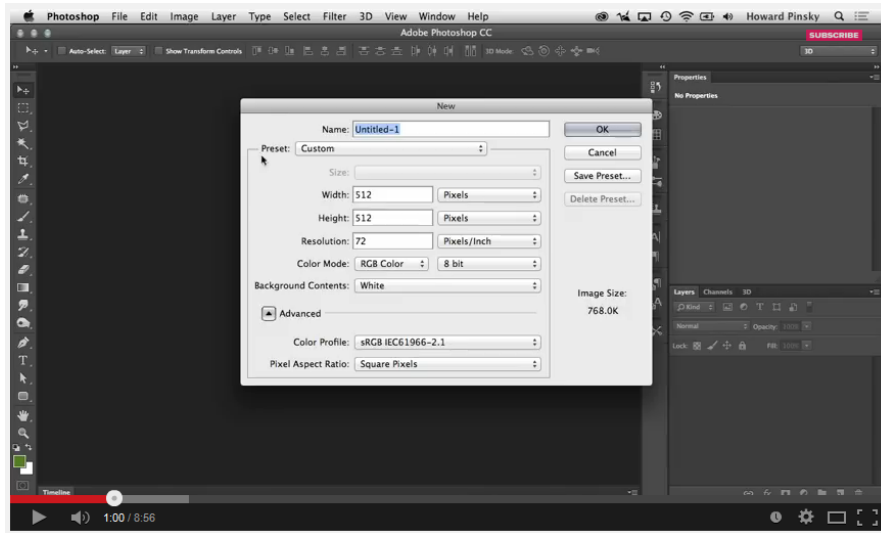 Photoshop File Edit Image Layer Type Select Filter 3D View Window Help Howard Pinsky
Adobe Photoshop CC
SUBSCRIBE
Auto-Select: Layer Show Transform Controls 3D Mode: 3D
Properties
No Properties
New
Name: Untitled-1 OK
Preset: Custom Cancel
Size: Save Preset...
Width: 512 Pixels Delete Preset...
Height: 512 Pixels
Resolution: 72 Pixels/Inch
Color Mode: RGB Color 8 bit
Background Contents: White
Image Size:
768.0K
Advanced
Color Profile: sRGB IEC61966-2.1
Pixel Aspect Ratio: Square Pixels
Layers Channels 3D
Kind
Normal Opacity:
Lock: Fill:
Timeline
1:00 / 8:56